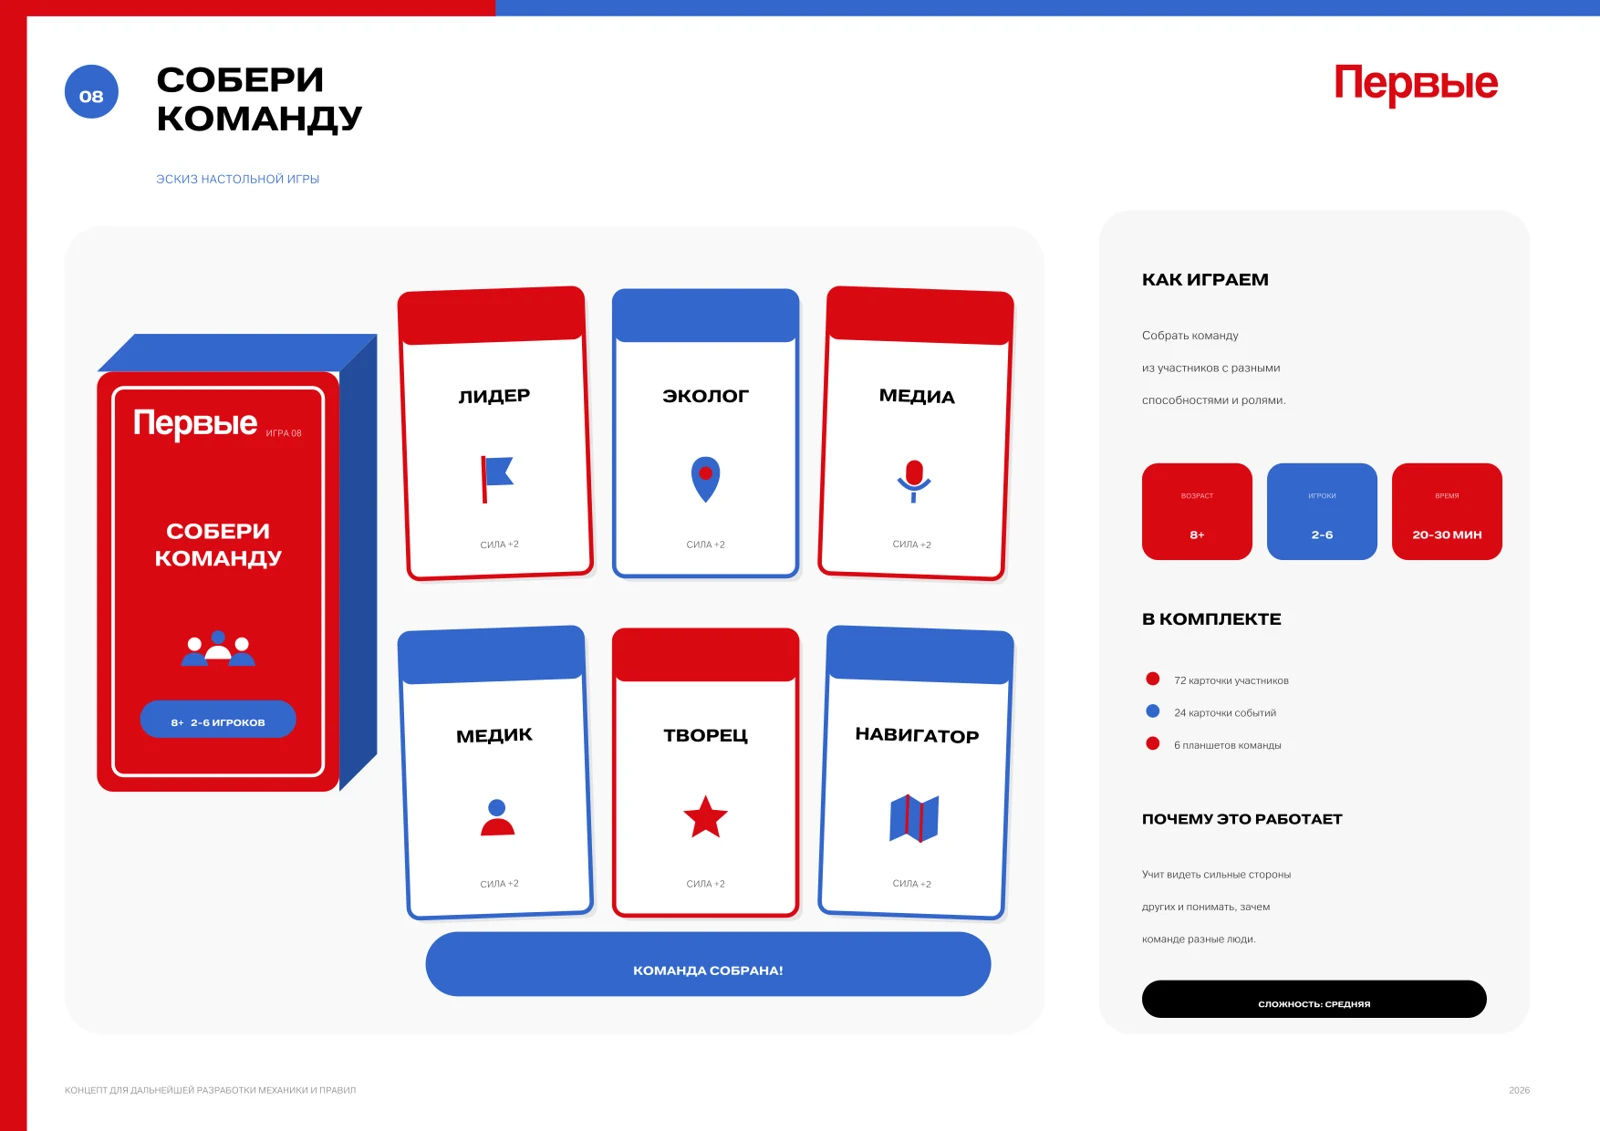 08
СОБЕРИ
КОМАНДУ
ЭСКИЗ НАСТОЛЬНОЙ ИГРЫ
Первые
Первые ИГРА 08
СОБЕРИ
КОМАНДУ
8+ 2-6 ИГРОКОВ
ЛИДЕР
СИЛА +2
ЭКОЛОГ
СИЛА +2
МЕДИА
СИЛА +2
МЕДИК
СИЛА +2
ТВОРЕЦ
СИЛА +2
НАВИГАТОР
СИЛА +2
КОМАНДА СОБРАНА!
КАК ИГРАЕМ
Собрать команду
из участников с разными
способностями и ролями.
ВОЗРАСТ
8+
ИГРОКИ
2-6
ВРЕМЯ
20-30 МИН
В КОМПЛЕКТЕ
72 карточки участников
24 карточки событий
6 планшетов команды
ПОЧЕМУ ЭТО РАБОТАЕТ
Учит видеть сильные стороны
других и понимать, зачем
команде разные люди.
СЛОЖНОСТЬ: СРЕДНЯЯ
КОНЦЕПТ ДЛЯ ДАЛЬНЕЙШЕЙ РАЗРАБОТКИ МЕХАНИКИ И ПРАВИЛ
2026